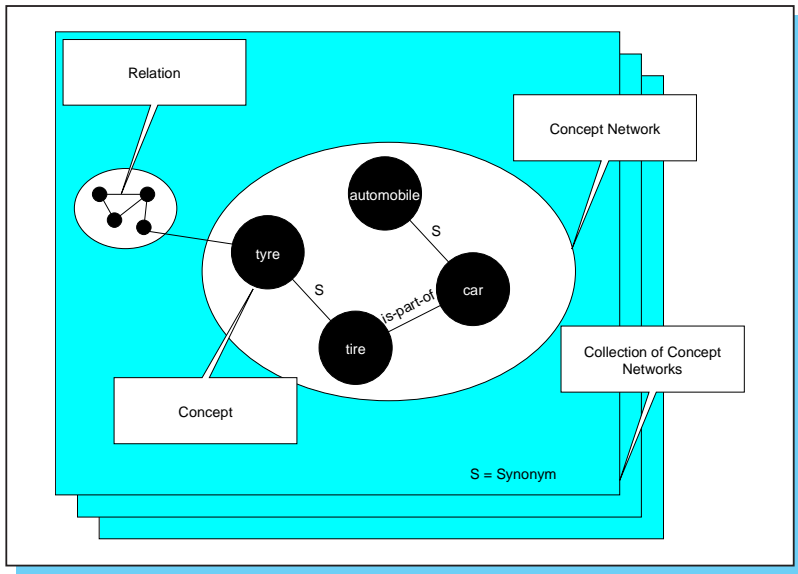 Relation
Concept Network
automobile
S
tyre
S
car
is-part-of
tire
Collection of Concept
Networks
Concept
S = Synonym